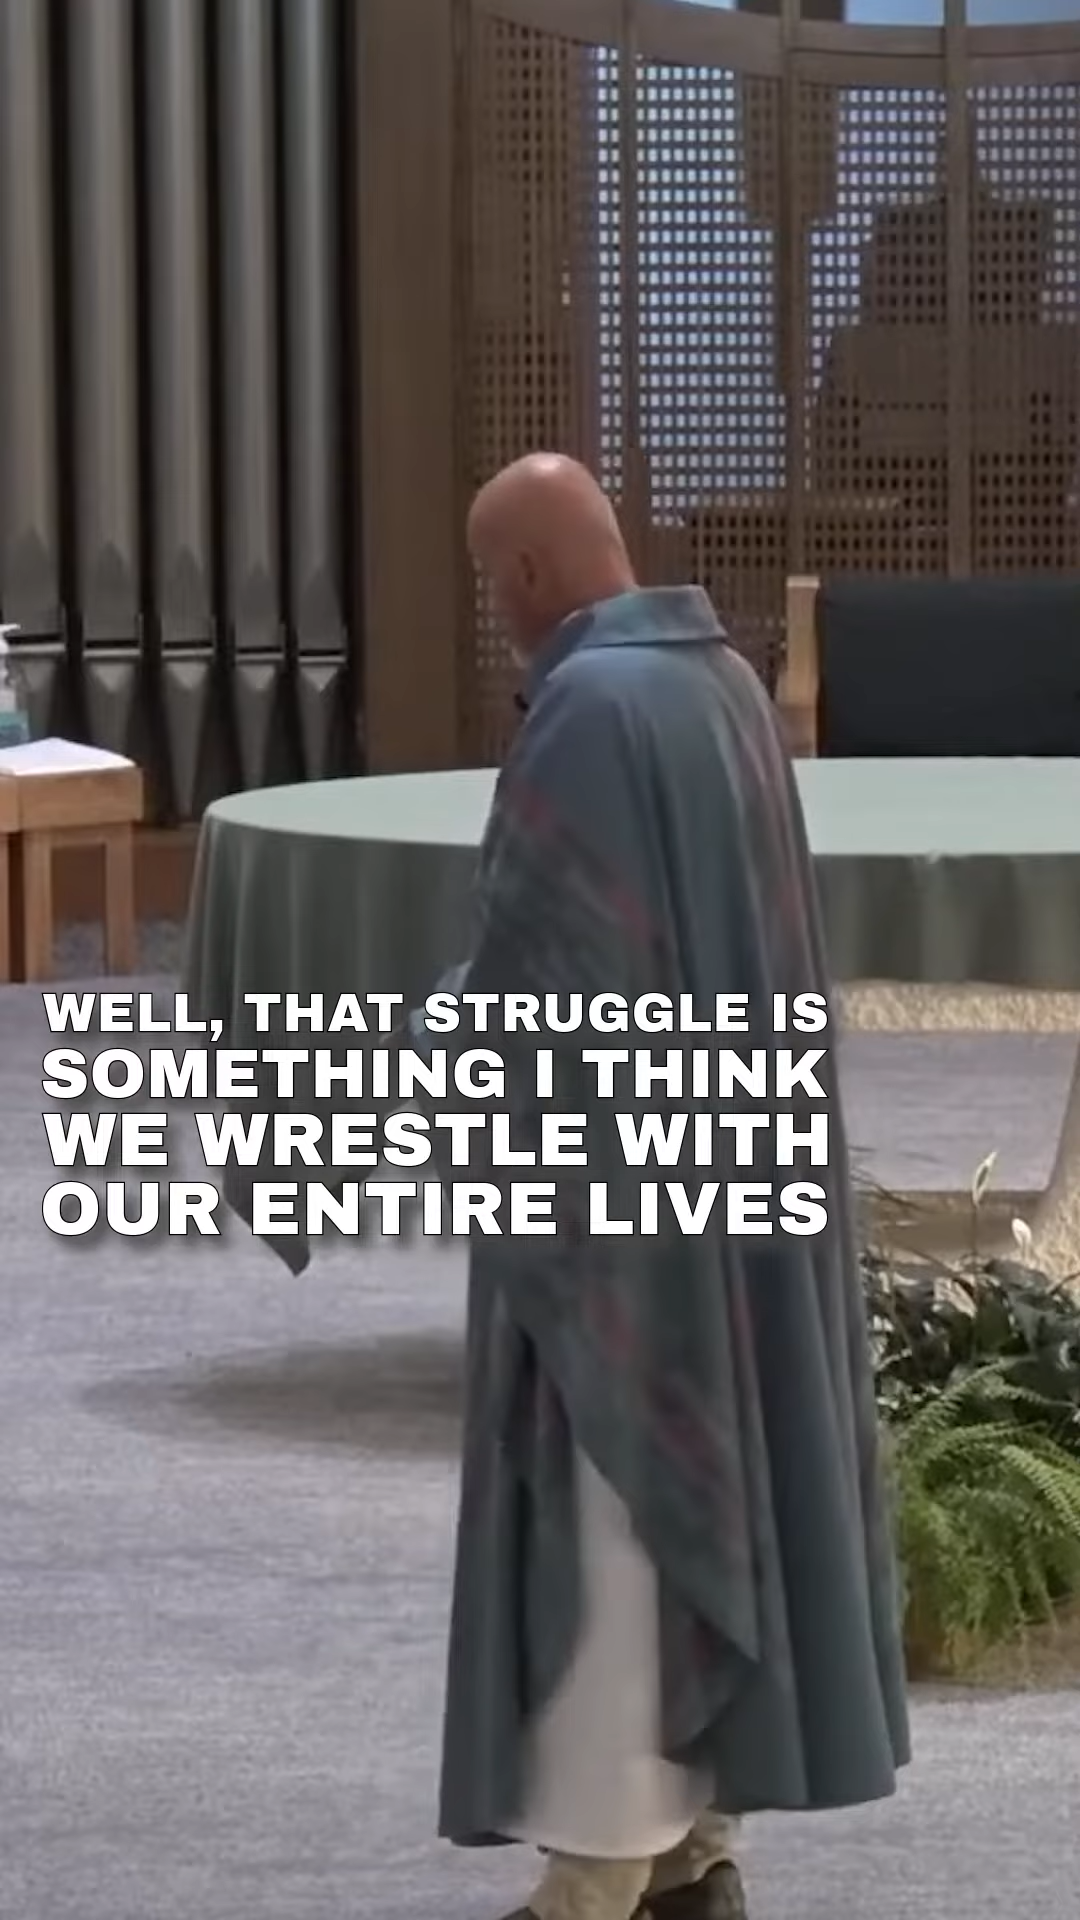 WELL, THAT STRUGGLE IS
SOMETHING I THINK
WE WRESTLE WITH
OUR ENTIRE LIVES